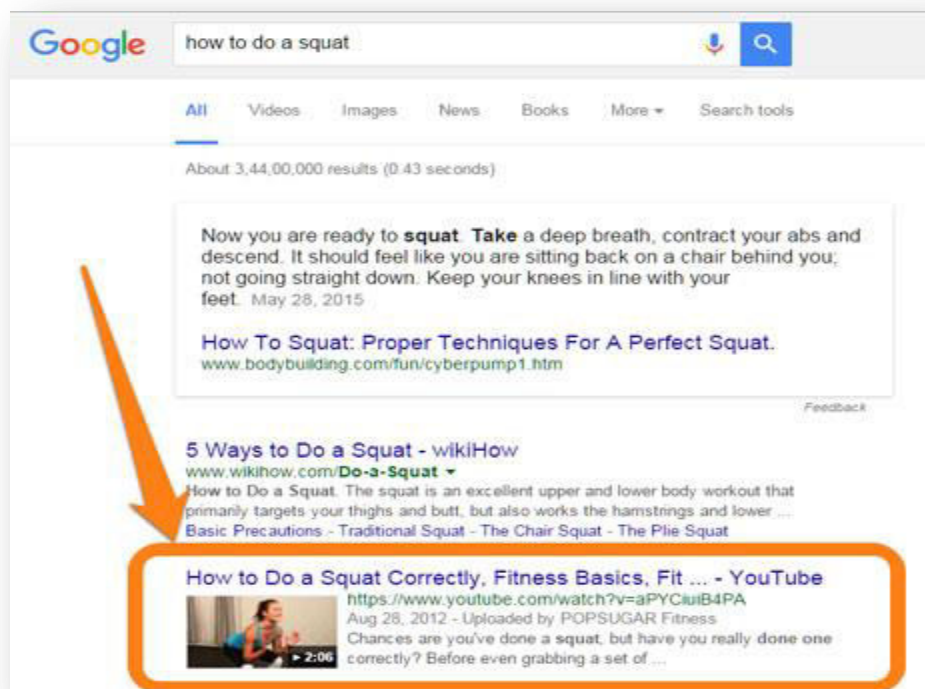 Google
how to do a squat
All Videos Images News Books More Search tools
About 3,44,00,000 results (0.43 seconds)
Now you are ready to squat. Take a deep breath, contract your abs and
descend. It should feel like you are sitting back on a chair behind you;
not going straight down. Keep your knees in line with your
feet. May 28, 2015
How To Squat: Proper Techniques For A Perfect Squat.
www.bodybuilding.com/fun/cyberpump1.htm
Feedback
5 Ways to Do a Squat - wikiHow
www.wikihow.com/Do-a-Squat
How to Do a Squat. The squat is an excellent upper and lower body workout that
primarily targets your thighs and butt, but also works the hamstrings and lower ...
Basic Precautions - Traditional Squat - The Chair Squat - The Plie Squat
How to Do a Squat Correctly, Fitness Basics, Fit ... - YouTube
https://www.youtube.com/watch?v=aPYCiuiB4PA
Aug 28, 2012 - Uploaded by POPSUGAR Fitness
Chances are you've done a squat, but have you really done one
2:06 correctly? Before even grabbing a set of ...